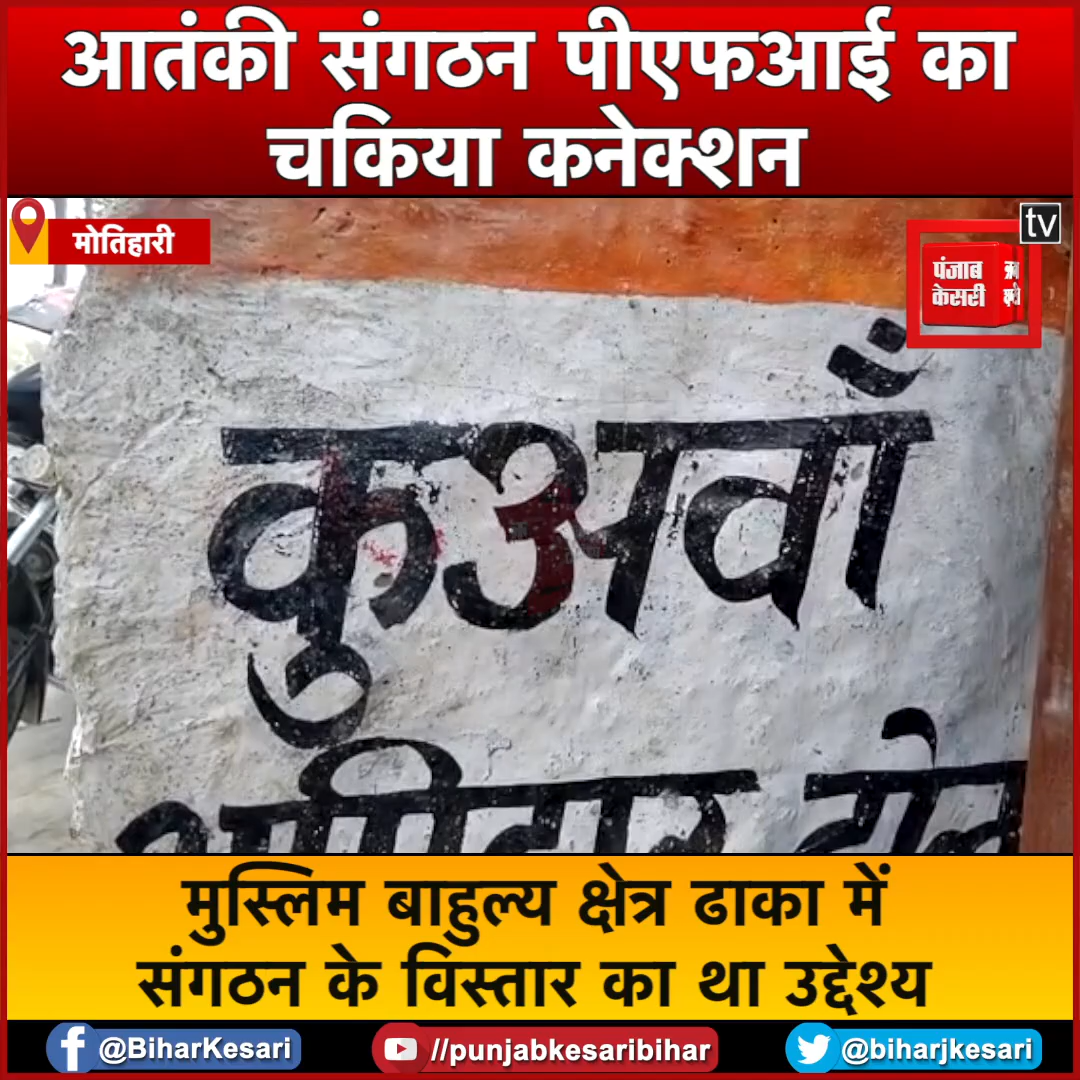 आतंकी संगठन पीएफआई का
चकिया कनेक्शन
मोतिहारी
tv
पंजाब
केसरी
कुअवाँ
मुस्लिम बाहुल्य क्षेत्र ढाका में
संगठन के विस्तार का था उद्देश्य
@BiharKesari
//punjabkesaribihar
@biharjkesari